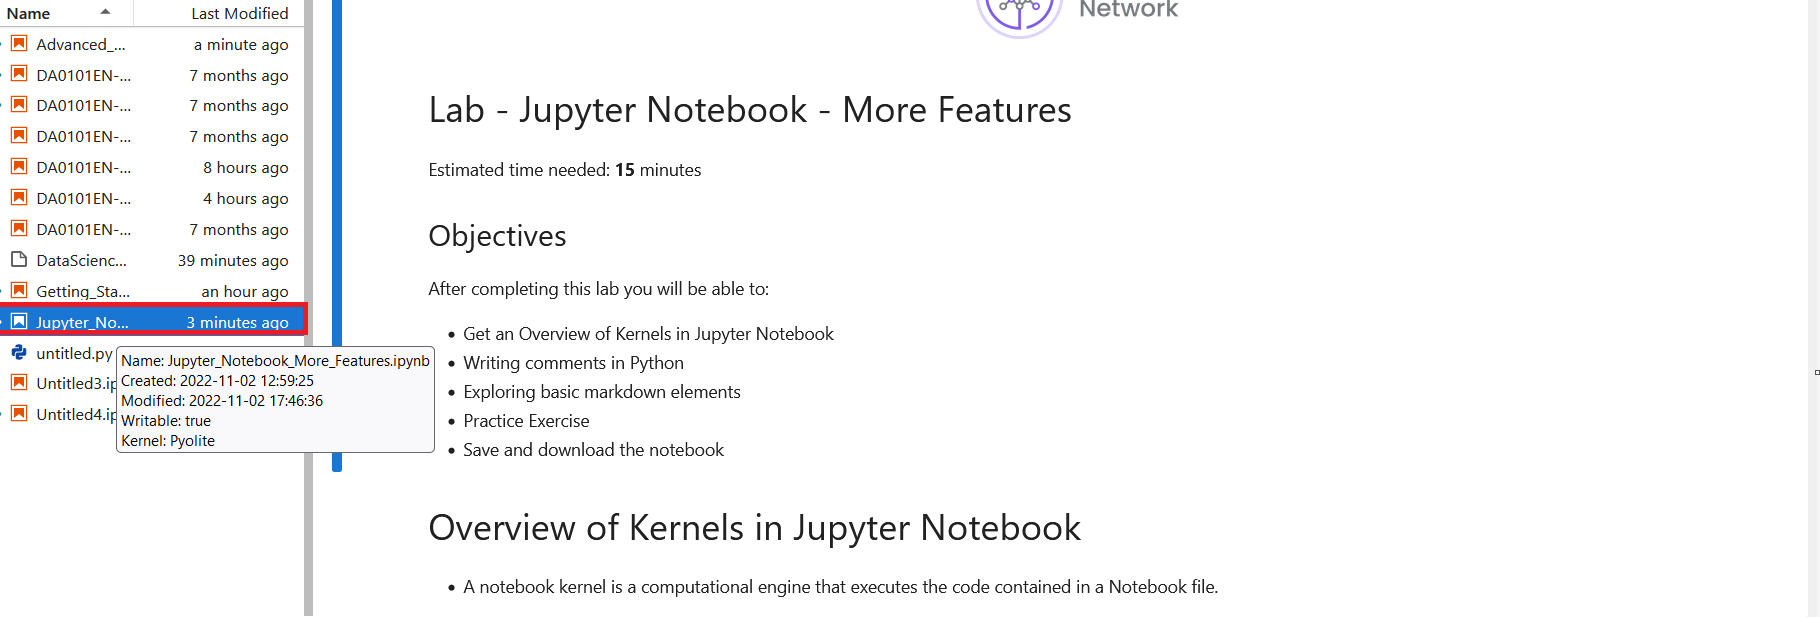 Name Last Modified
Advanced_... a minute ago
DA0101EN-... 7 months ago
DA0101EN-... 7 months ago
DA0101EN-... 7 months ago
DA0101EN-... 8 hours ago
DA0101EN-... 4 hours ago
DA0101EN-... 7 months ago
DataScienc... 39 minutes ago
Getting_Sta... an hour ago
Jupyter_No... 3 minutes ago
untitled.py
Untitled3.ip
Untitled4.ip
Name: Jupyter_Notebook_More_Features.ipynb
Created: 2022-11-02 12:59:25
Modified: 2022-11-02 17:46:36
Writable: true
Kernel: Pyolite
Network
Lab - Jupyter Notebook - More Features
Estimated time needed: 15 minutes
Objectives
After completing this lab you will be able to:
• Get an Overview of Kernels in Jupyter Notebook
• Writing comments in Python
• Exploring basic markdown elements
• Practice Exercise
• Save and download the notebook
Overview of Kernels in Jupyter Notebook
• A notebook kernel is a computational engine that executes the code contained in a Notebook file.